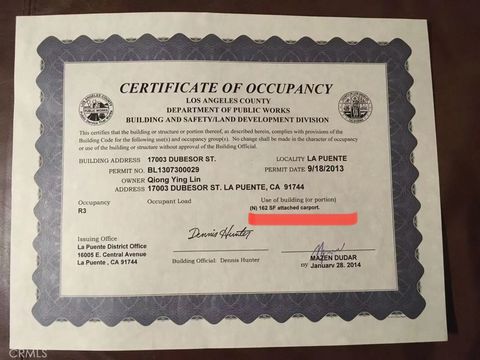 CERTIFICATE OF OCCUPANCY
LOS ANGELES COUNTY
DEPARTMENT OF PUBLIC WORKS
BUILDING AND SAFETY/LAND DEVELOPMENT DIVISION
This certifies that the building or structure or portion thereof, as described herein, complies with provisions of the
Building Code for the following use(s) and occupancy group(s). No change shall be made in the character of occupancy
or use of the building or structure without approval of the Building Official.
BUILDING ADDRESS 17003 DUBESOR ST. LOCALITY LA PUENTE
PERMIT NO. BL1307300029 PERMIT DATE 9/18/2013
OWNER Qiong Ying Lin
ADDRESS 17003 DUBESOR ST. LA PUENTE, CA 91744
Occupancy Occupant Load Use of building (or portion)
R3 (N) 162 SF attached carport.
Dennis Hunter
Issuing Office
La Puente District Office
16005 E. Central Avenue
La Puente , CA 91744
Building Official: Dennis Hunter
MAZEN DUDAR
by January 28, 2014
CRMLS